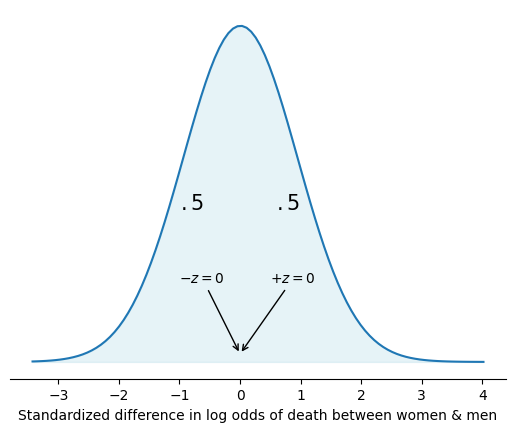 .5 .5
−z = 0 +z = 0
−3 −2 −1 0 1 2 3 4
Standardized difference in log odds of death between women & men